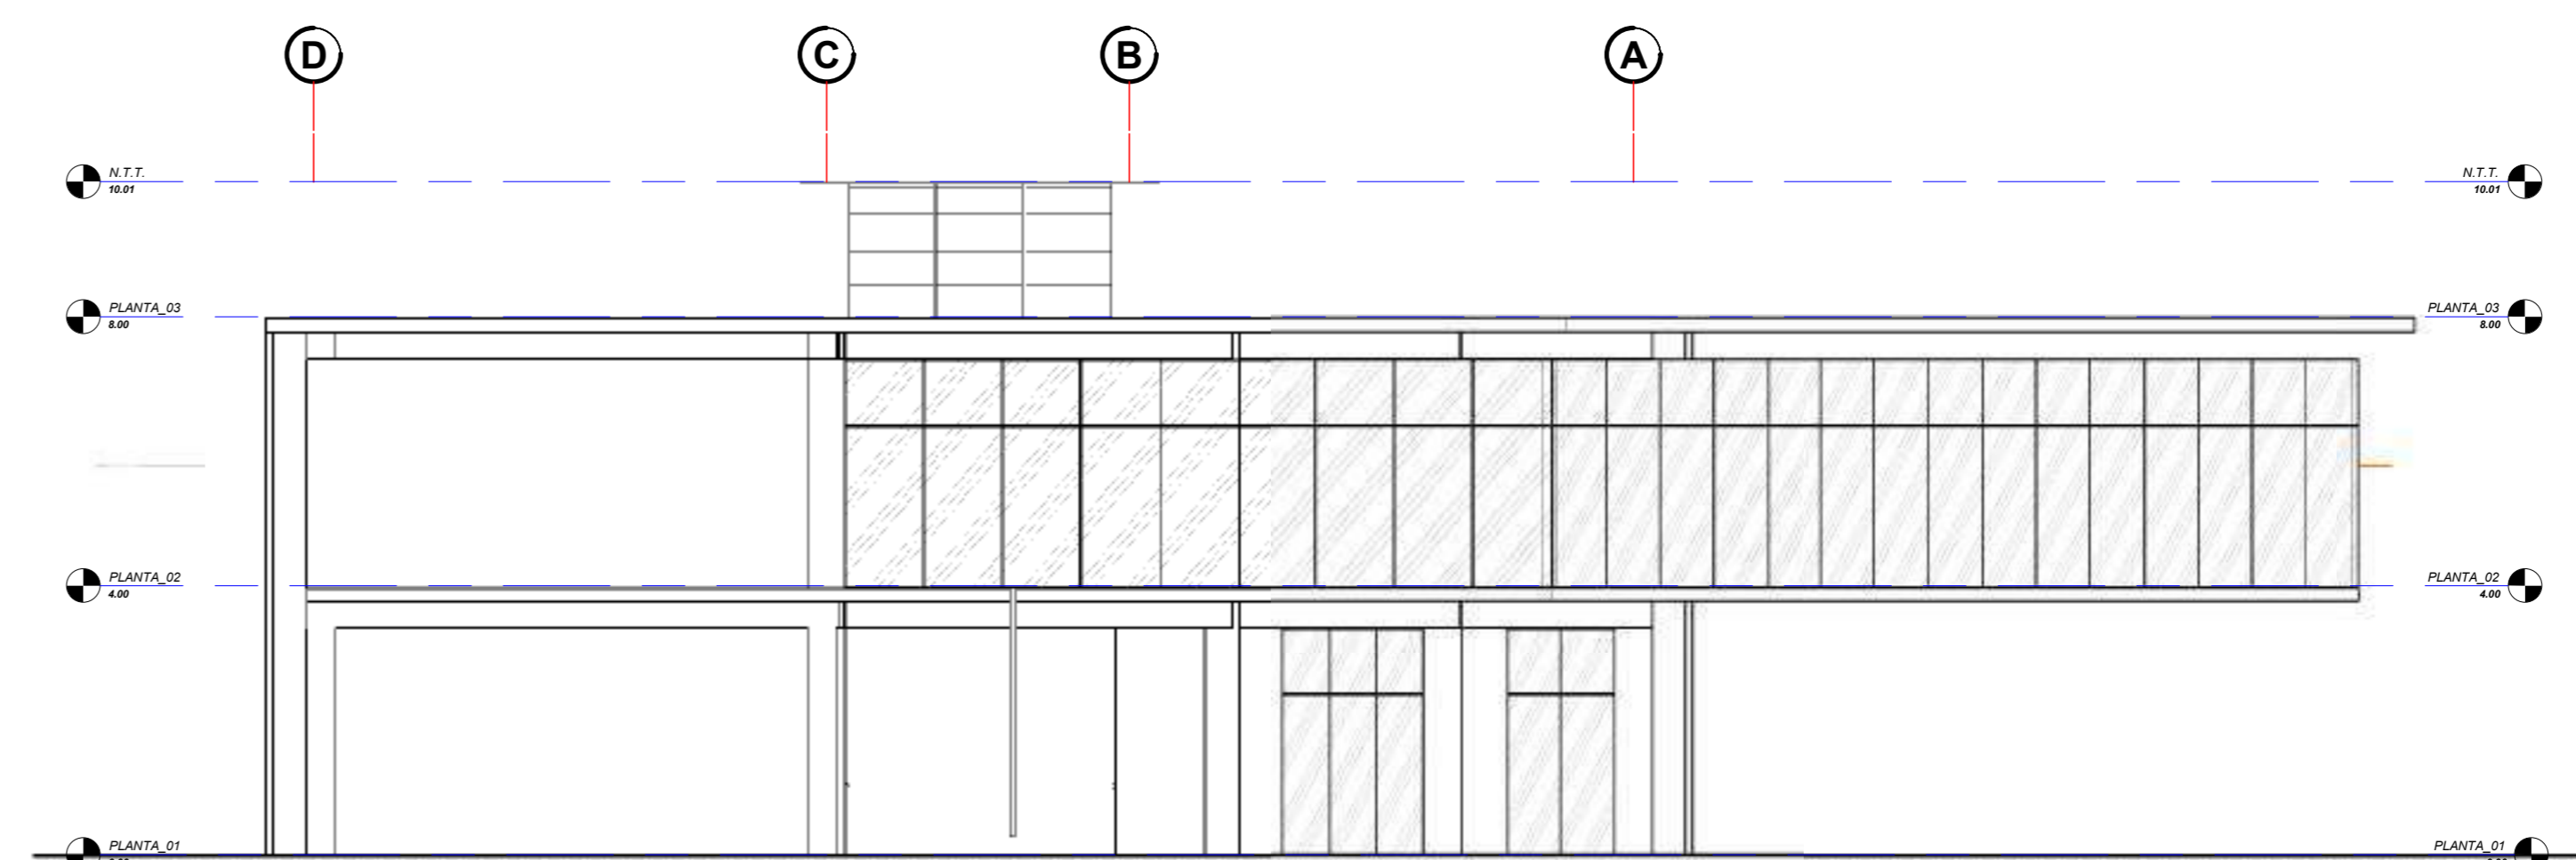 D C B A
N.T.T. N.T.T.
10.01 10.01
PLANTA_03 PLANTA_03
8.00 8.00
PLANTA_02 PLANTA_02
4.00 4.00
PLANTA_01 PLANTA_01